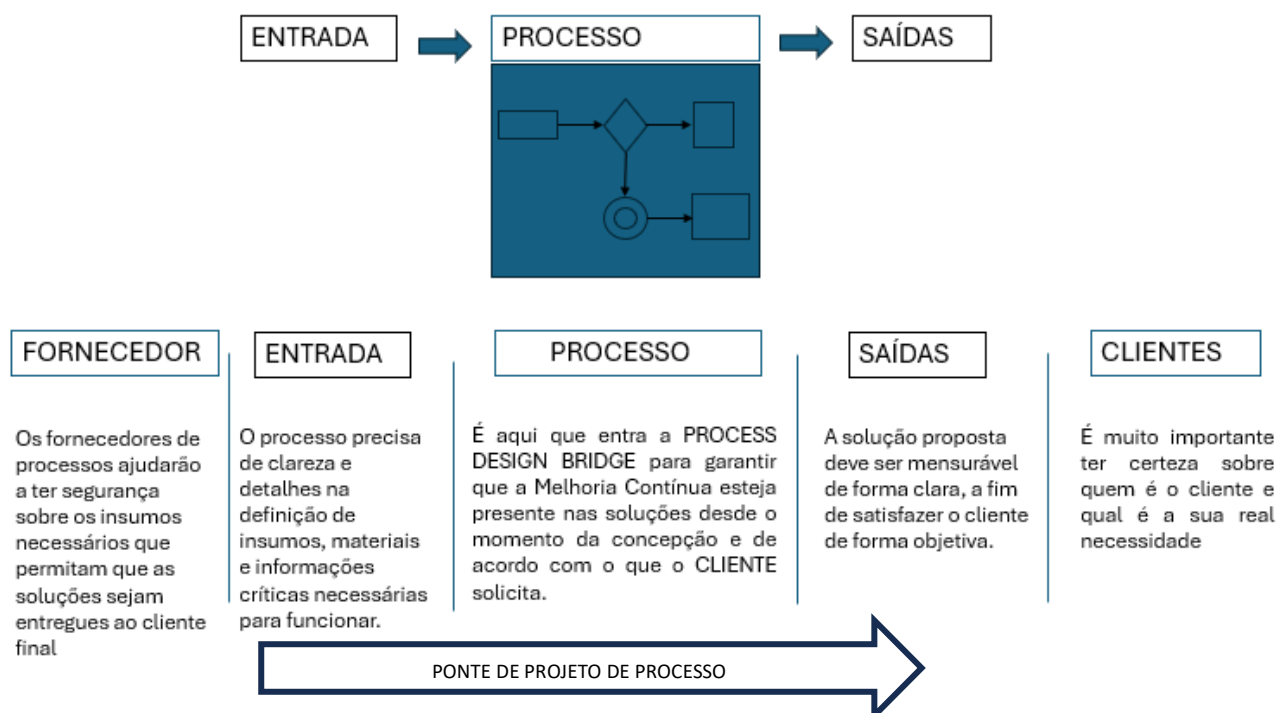 ENTRADA
PROCESSO
SAÍDAS
FORNECEDOR
ENTRADA
PROCESSO
SAÍDAS
CLIENTES
Os fornecedores de
processos ajudarão
a ter segurança
sobre os insumos
necessários que
permitam que as
soluções sejam
entregues ao cliente
final
O processo precisa
de clareza e
detalhes na
definição de
insumos, materiais
e informações
críticas necessárias
para funcionar.
É aqui que entra a PROCESS
DESIGN BRIDGE para garantir
que a Melhoria Contínua esteja
presente nas soluções desde o
momento da concepção e de
acordo com o que o CLIENTE
solicita.
A solução proposta
deve ser mensurável
de forma clara, a fim
de satisfazer o cliente
de forma objetiva.
É muito importante
ter certeza sobre
quem é o cliente e
qual é a sua real
necessidade
PONTE DE PROJETO DE PROCESSO